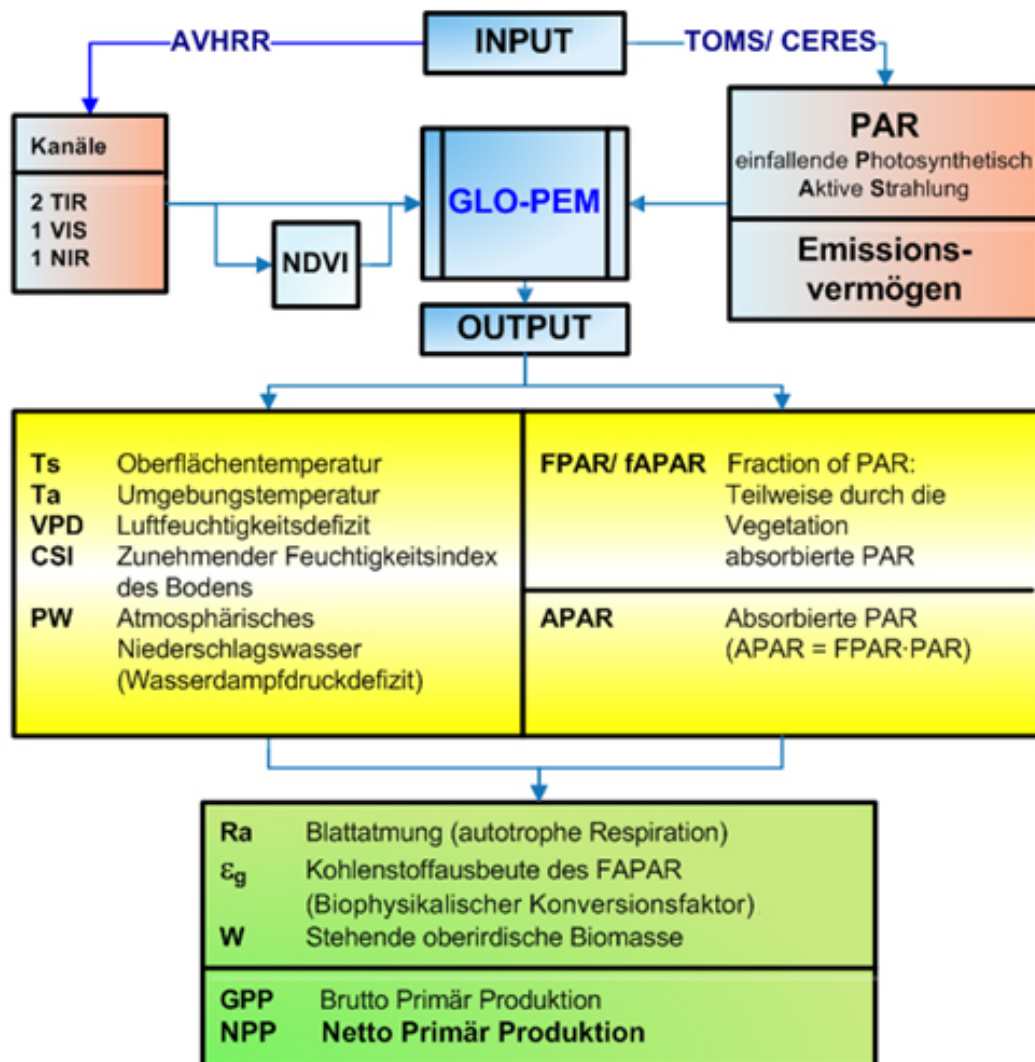 AVHRR
INPUT
TOMS/ CERES
Kanäle
2 TIR
1 VIS
1 NIR
NDVI
GLO-PEM
PAR
einfallende Photosynthetisch
Aktive Strahlung
Emissions-
vermögen
OUTPUT
Ts Oberflächentemperatur
Ta Umgebungstemperatur
VPD Luftfeuchtigkeitsdefizit
CSI Zunehmender Feuchtigkeitsindex
des Bodens
PW Atmosphärisches
Niederschlagswasser
(Wasserdampfdruckdefizit)
FPAR/ fAPAR Fraction of PAR:
Teilweise durch die
Vegetation
absorbierte PAR
APAR Absorbierte PAR
(APAR = FPAR·PAR)
Ra Blattatmung (autotrophe Respiration)
εg Kohlenstoffausbeute des FAPAR
(Biophysikalischer Konversionsfaktor)
W Stehende oberirdische Biomasse
GPP Brutto Primär Produktion
NPP Netto Primär Produktion